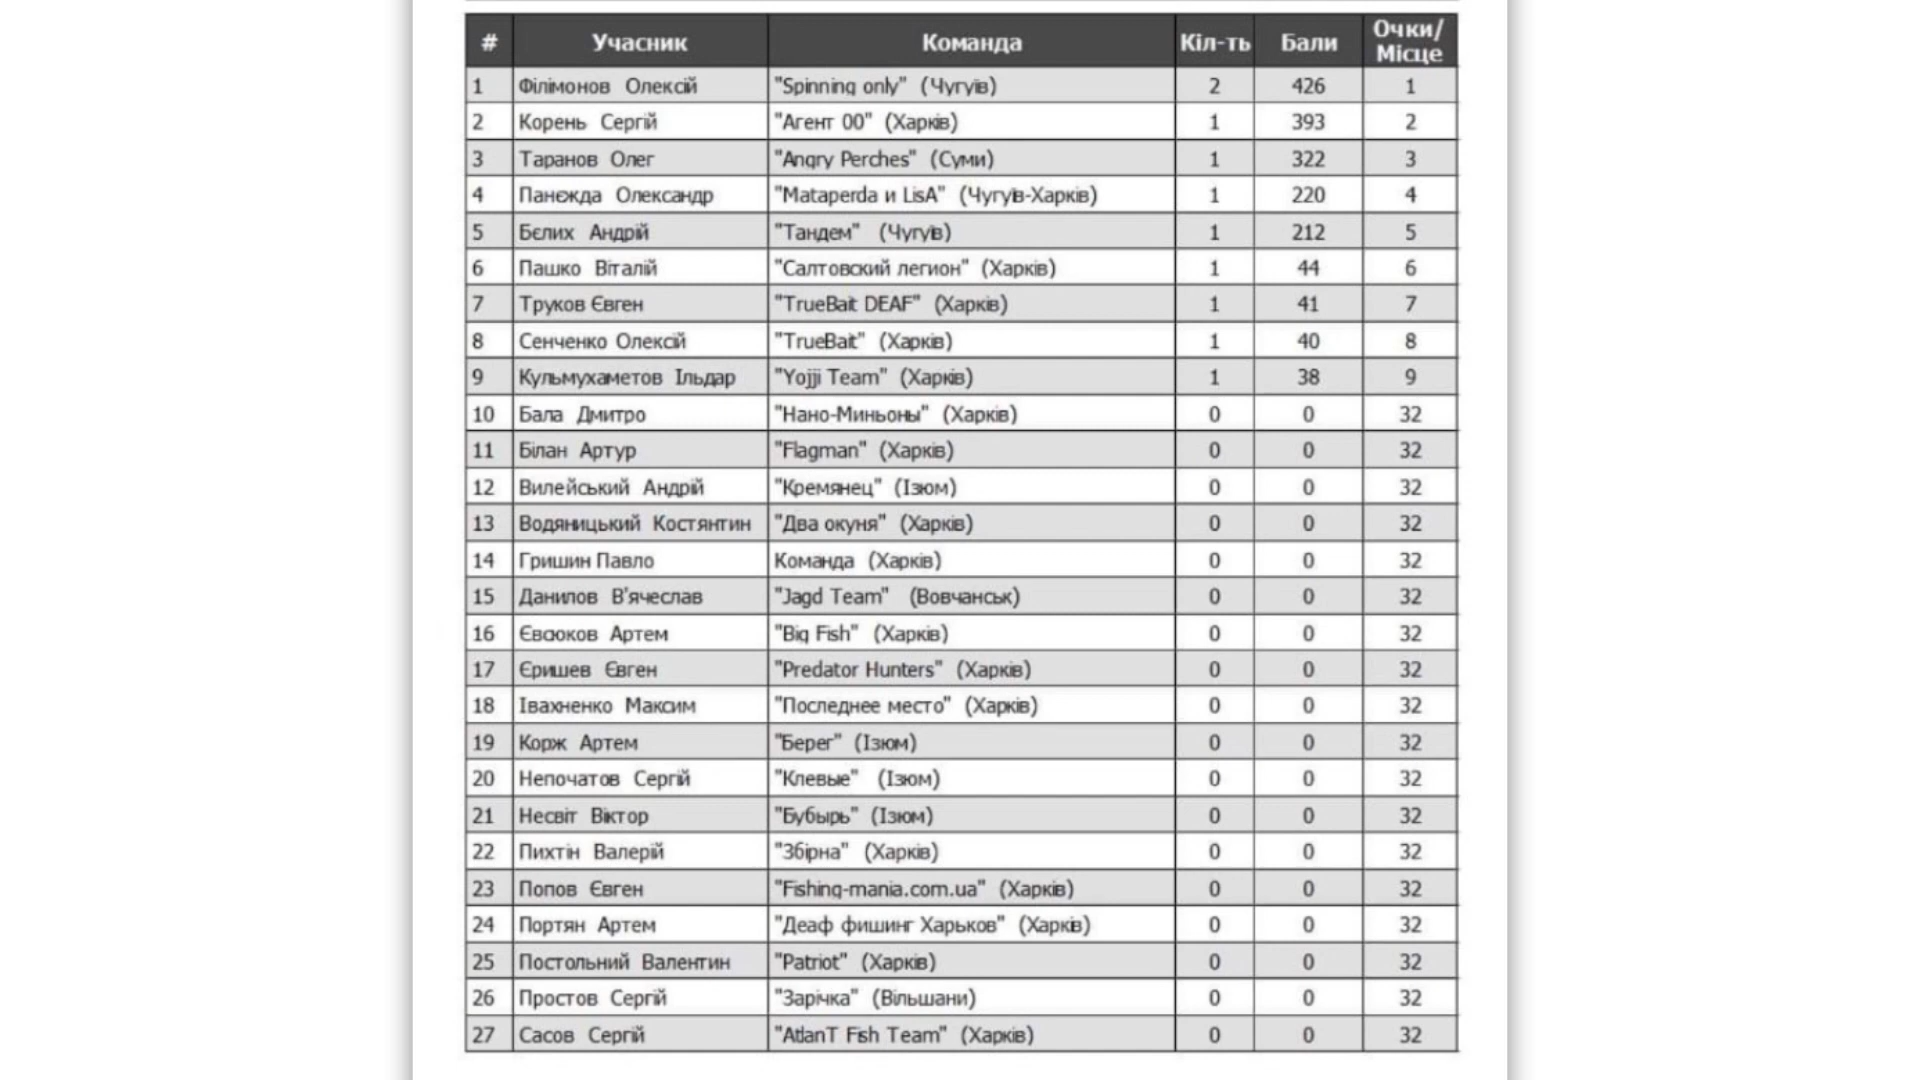 # Учасник Команда Кіл-ть Бали Очки/ Місце
1 Філімонов Олексій "Spinning only" (Чугуїв) 2 426 1
2 Корень Сергій "Агент 00" (Харків) 1 393 2
3 Таранов Олег "Angry Perches" (Суми) 1 322 3
4 Панєжда Олександр "Mataperda и LisA" (Чугуїв-Харків) 1 220 4
5 Бєлих Андрій "Тандем" (Чугуїв) 1 212 5
6 Пашко Віталій "Салтовский легион" (Харків) 1 44 6
7 Труков Євген "TrueBait DEAF" (Харків) 1 41 7
8 Сенченко Олексій "TrueBait" (Харків) 1 40 8
9 Кульмухаметов Ільдар "Yojji Team" (Харків) 1 38 9
10 Бала Дмитро "Нано-Миньоны" (Харків) 0 0 32
11 Білан Артур "Flagman" (Харків) 0 0 32
12 Вилейський Андрій "Кремянец" (Ізюм) 0 0 32
13 Водяницький Костянтин "Два окуня" (Харків) 0 0 32
14 Гришин Павло Команда (Харків) 0 0 32
15 Данилов В'ячеслав "Jagd Team" (Вовчанськ) 0 0 32
16 Євсюков Артем "Big Fish" (Харків) 0 0 32
17 Єришев Євген "Predator Hunters" (Харків) 0 0 32
18 Івахненко Максим "Последнее место" (Харків) 0 0 32
19 Корж Артем "Берег" (Ізюм) 0 0 32
20 Непочатов Сергій "Клевые" (Ізюм) 0 0 32
21 Несвіт Віктор "Бубырь" (Ізюм) 0 0 32
22 Пихтін Валерій "Збірна" (Харків) 0 0 32
23 Попов Євген "Fishing-mania.com.ua" (Харків) 0 0 32
24 Портян Артем "Деаф фишинг Харьков" (Харків) 0 0 32
25 Постольний Валентин "Patriot" (Харків) 0 0 32
26 Простов Сергій "Зарічка" (Вільшани) 0 0 32
27 Сасов Сергій "AtlanT Fish Team" (Харків) 0 0 32